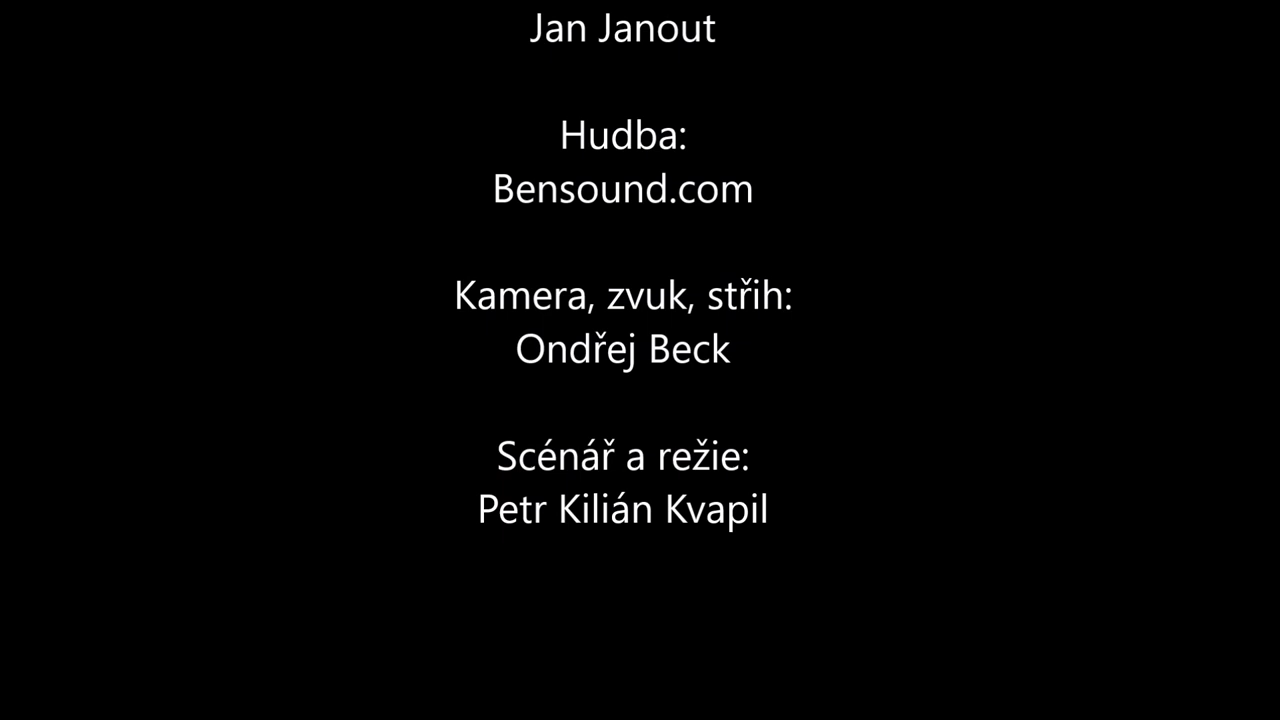 Jan Janout
Hudba:
Bensound.com
Kamera, zvuk, střih:
Ondřej Beck
Scénář a režie:
Petr Kilián Kvapil